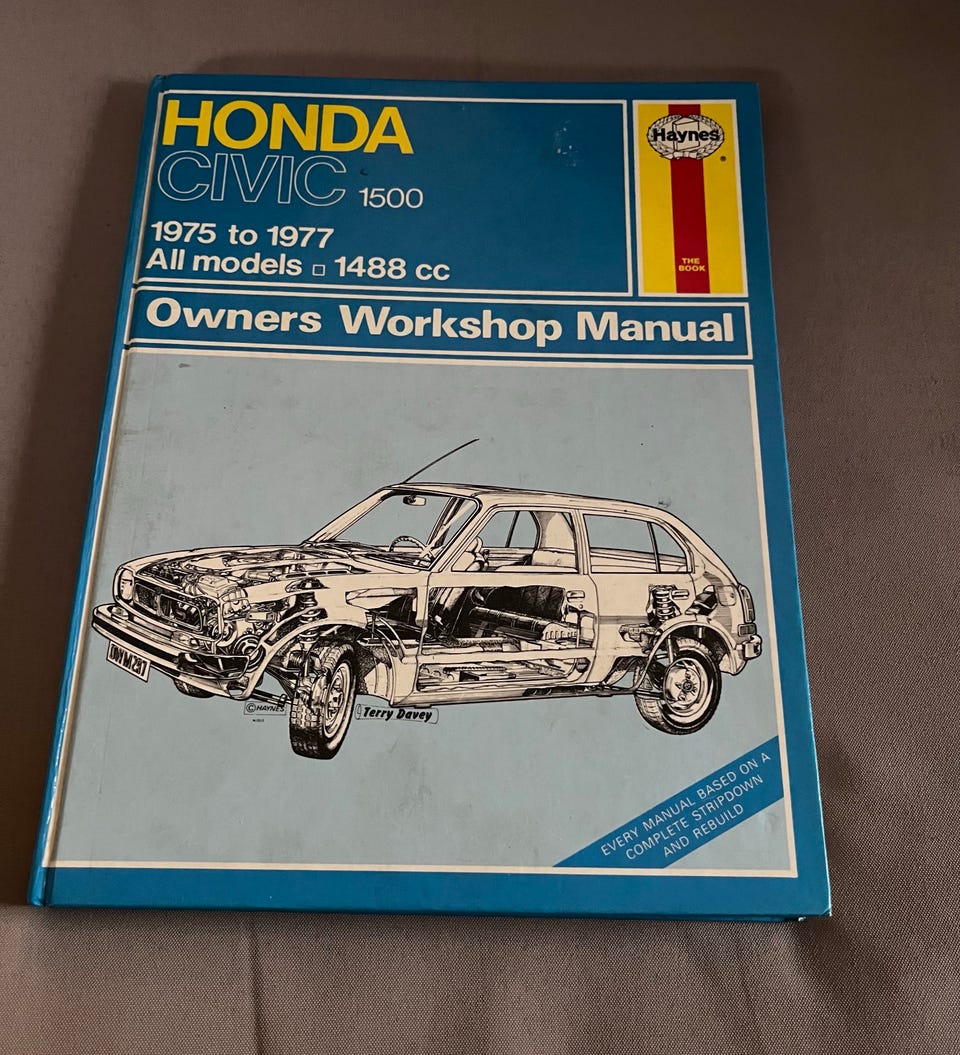 HONDA
CIVIC 1500
1975 to 1977
All models □ 1488 cc
Haynes
®
THE
BOOK
Owners Workshop Manual
© HAYNES
Terry Davey
EVERY MANUAL BASED ON A
COMPLETE STRIPDOWN
AND REBUILD